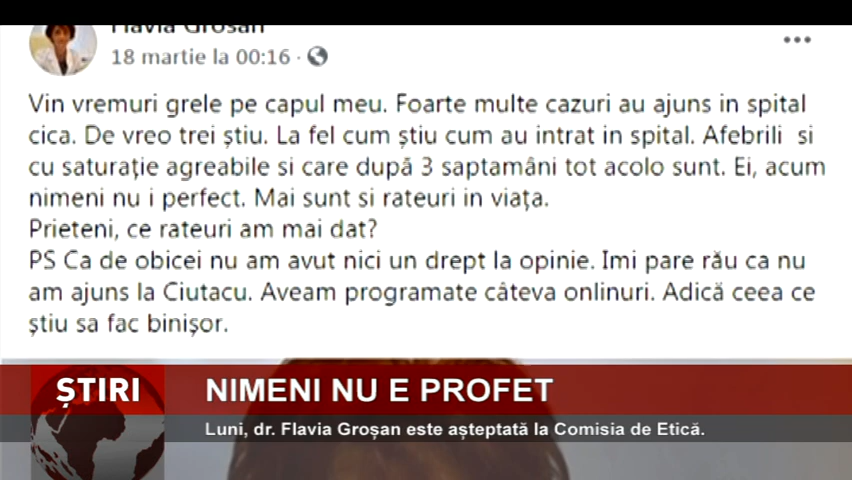 Flavia Groșan
18 martie la 00:16 ·
Vin vremuri grele pe capul meu. Foarte multe cazuri au ajuns in spital
cica. De vreo trei știu. La fel cum știu cum au intrat in spital. Afebrili si
cu saturație agreabile si care după 3 saptamâni tot acolo sunt. Ei, acum
nimeni nu i perfect. Mai sunt si rateuri in viața.
Prieteni, ce rateuri am mai dat?
PS Ca de obicei nu am avut nici un drept la opinie. Imi pare rău ca nu
am ajuns la Ciutacu. Aveam programate câteva onlinuri. Adică ceea ce
știu sa fac binișor.
ȘTIRI
NIMENI NU E PROFET
Luni, dr. Flavia Groșan este așteptată la Comisia de Etică.